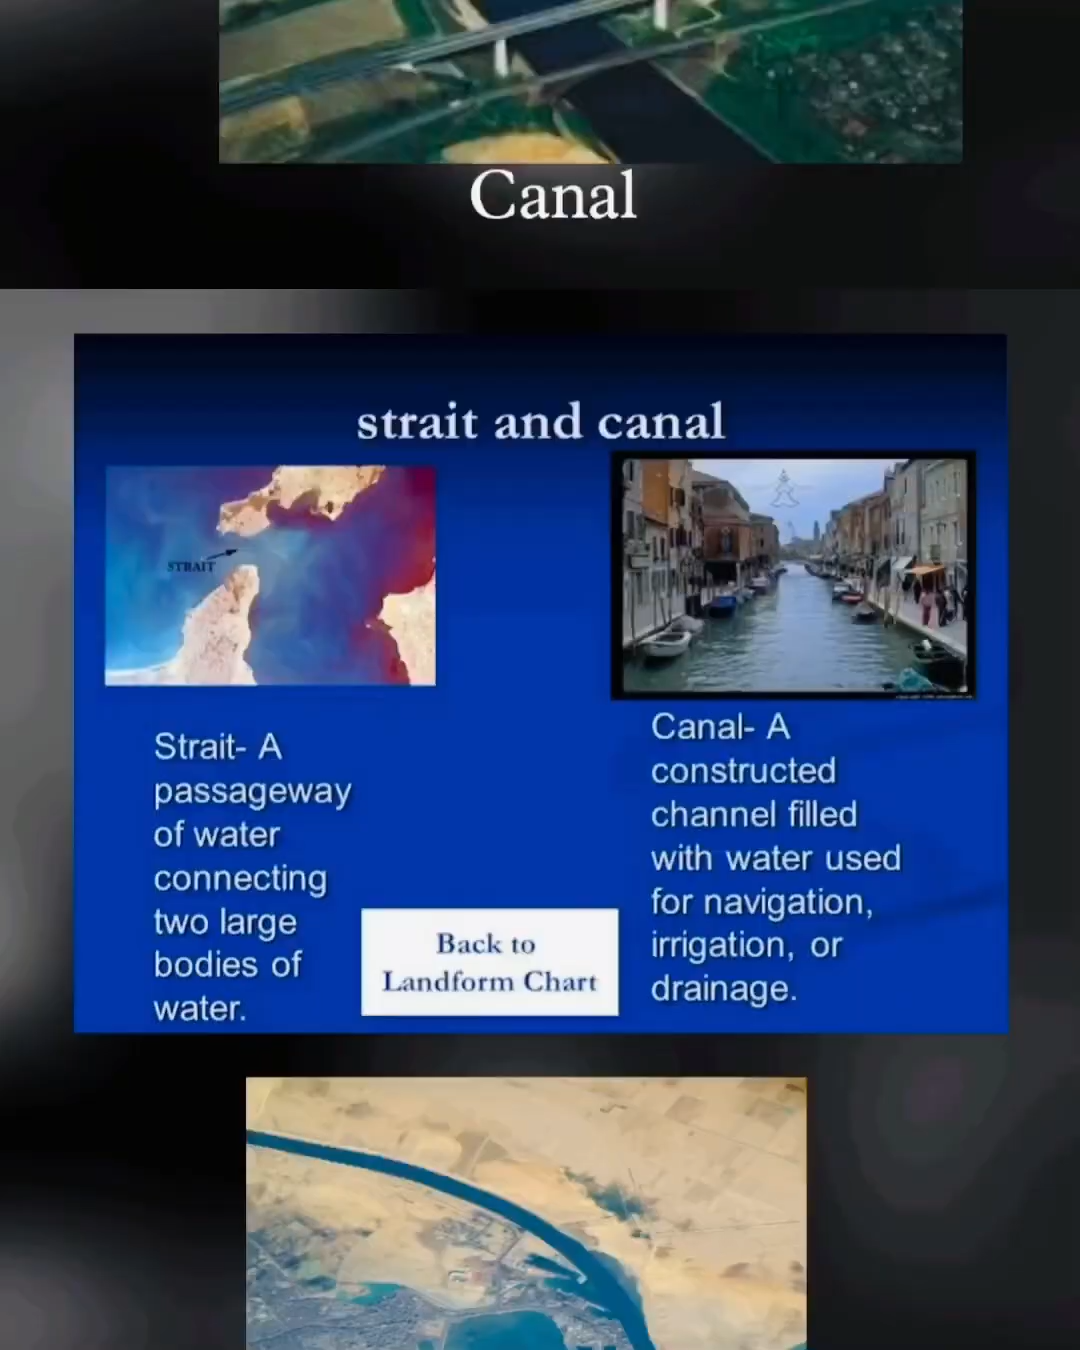 Canal
strait and canal
STRAIT
Strait- A
passageway
of water
connecting
two large
bodies of
water.
Canal- A
constructed
channel filled
with water used
for navigation,
irrigation, or
drainage.
Back to
Landform Chart